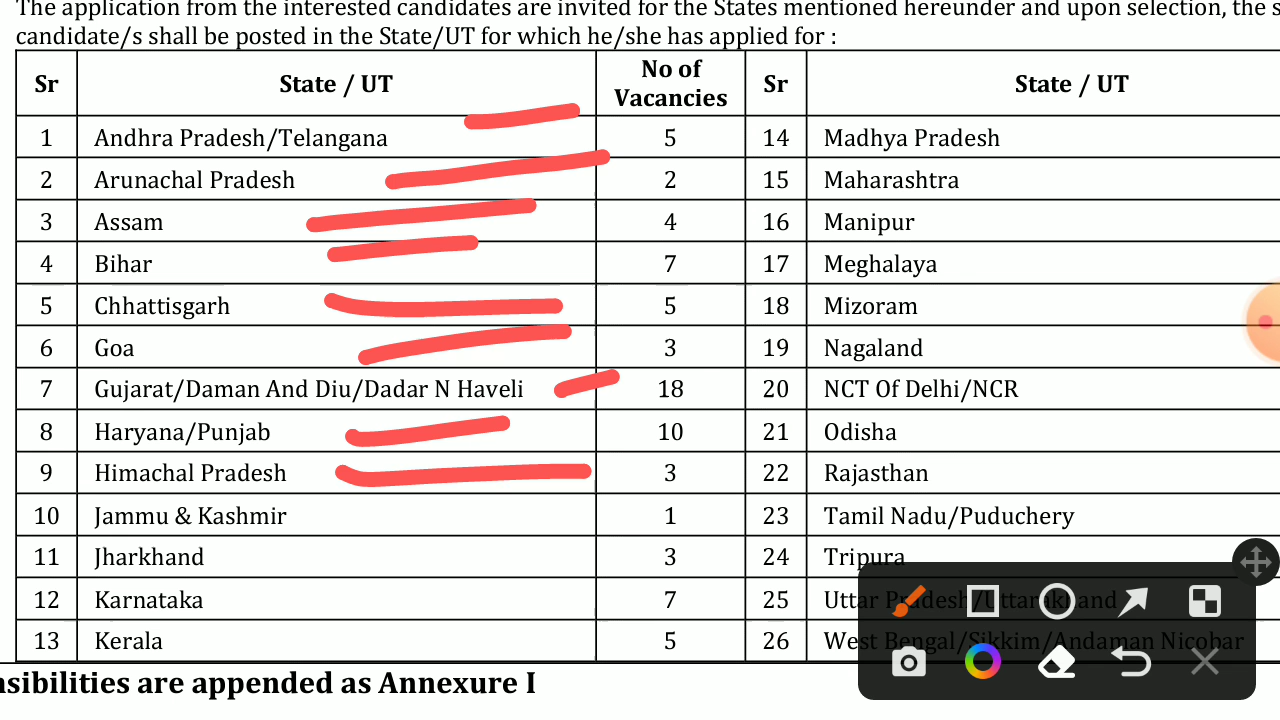 The application from the interested candidates are invited for the States mentioned hereunder and upon selection, the
candidate/s shall be posted in the State/UT for which he/she has applied for :
Sr State / UT No of Vacancies Sr State / UT
1 Andhra Pradesh/Telangana 5 14 Madhya Pradesh
2 Arunachal Pradesh 2 15 Maharashtra
3 Assam 4 16 Manipur
4 Bihar 7 17 Meghalaya
5 Chhattisgarh 5 18 Mizoram
6 Goa 3 19 Nagaland
7 Gujarat/Daman And Diu/Dadar N Haveli 18 20 NCT Of Delhi/NCR
8 Haryana/Punjab 10 21 Odisha
9 Himachal Pradesh 3 22 Rajasthan
10 Jammu & Kashmir 1 23 Tamil Nadu/Puduchery
11 Jharkhand 3 24 Tripura
12 Karnataka 7 25 Uttar Pradesh/Uttarakhand
13 Kerala 5 26 West Bengal/Sikkim/Andaman Nicobar
nsibilities are appended as Annexure I